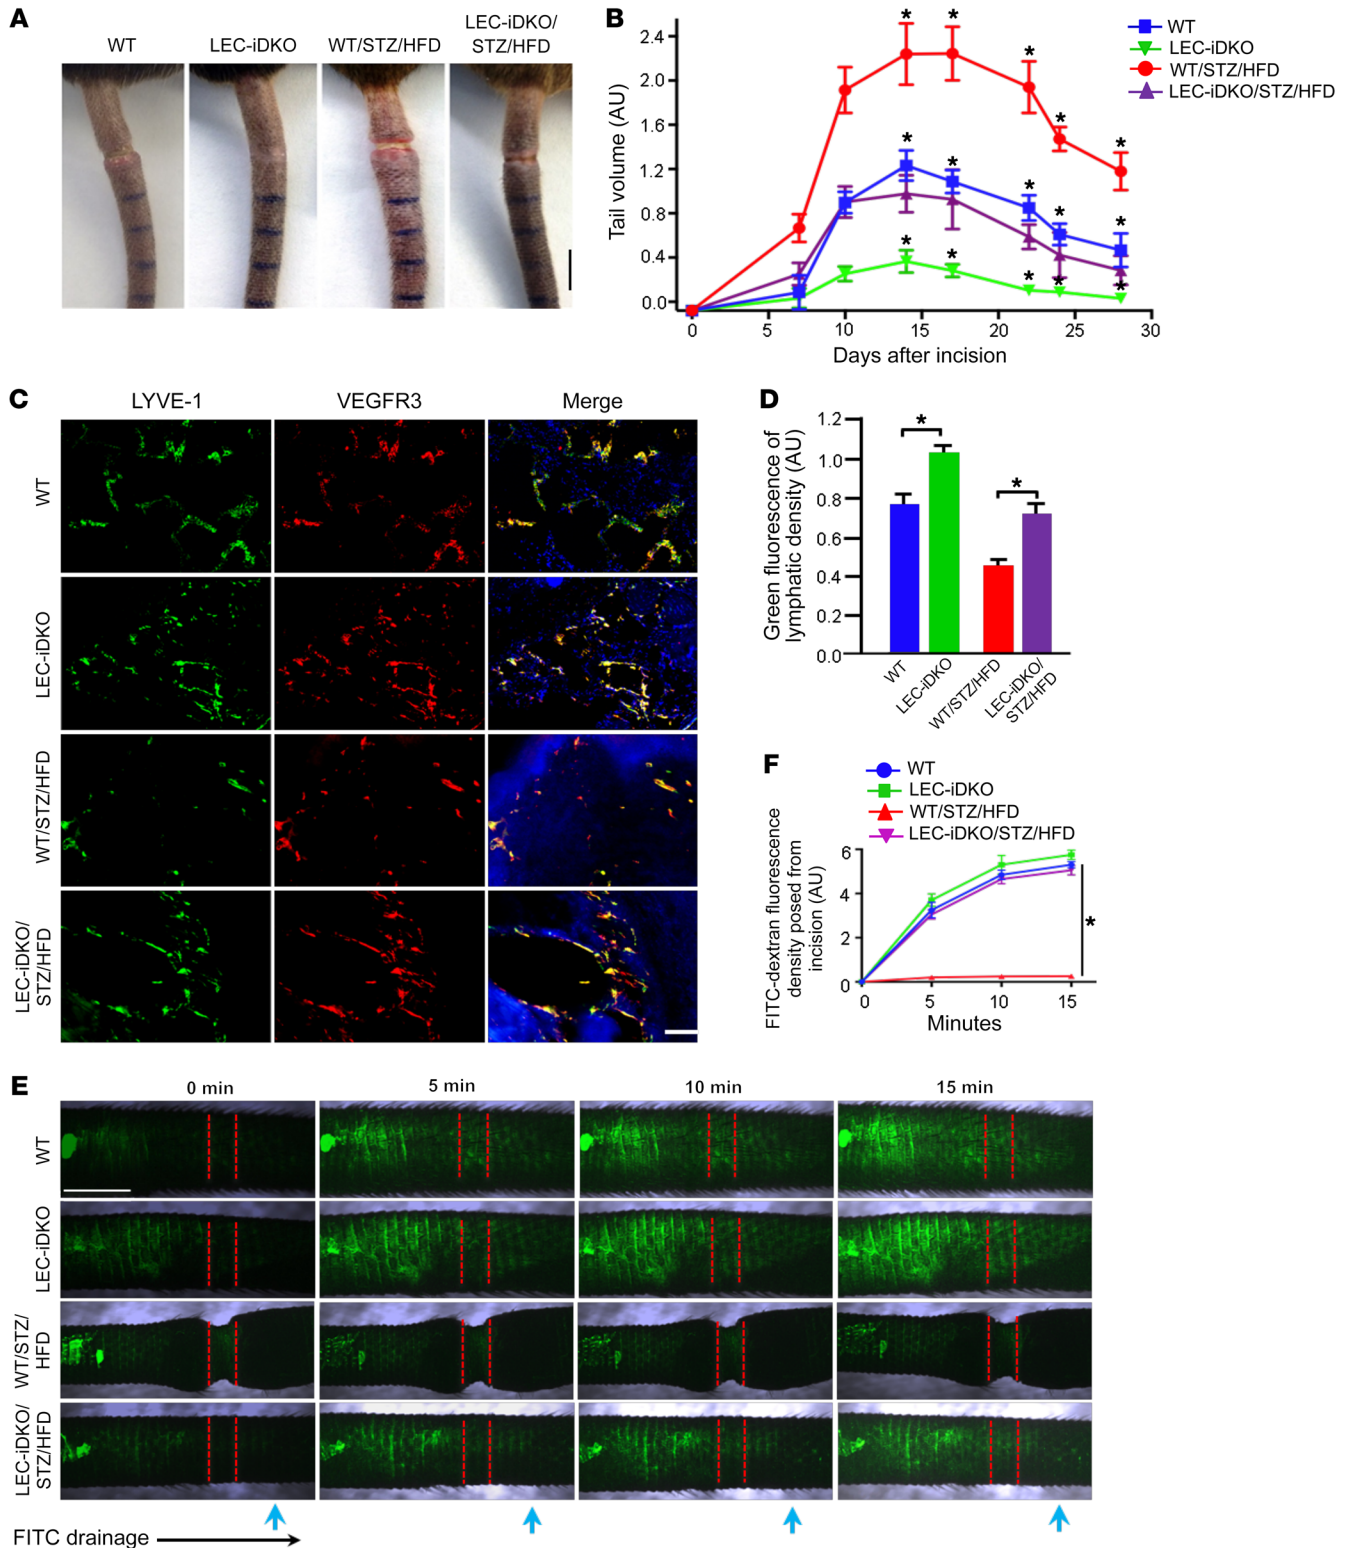 A
WT
LEC-iDKO
WT/STZ/HFD
LEC-iDKO/
STZ/HFD
B
Tail volume (AU)
2.4
2.0
1.6
1.2
0.8
0.4
0.0
* * * * *
* * * * *
* * * * *
0 5 10 15 20 25 30
Days after incision
WT
LEC-iDKO
WT/STZ/HFD
LEC-iDKO/STZ/HFD
C
LYVE-1
VEGFR3
Merge
WT
LEC-iDKO
WT/STZ/HFD
LEC-iDKO/
STZ/HFD
D
Green fluorescence of
lymphatic density (AU)
1.2
1.0
0.8
0.6
0.4
0.2
0.0
*
*
WT
LEC-iDKO
WT/STZ/HFD
LEC-iDKO/
STZ/HFD
F
WT
LEC-iDKO
WT/STZ/HFD
LEC-iDKO/STZ/HFD
FITC-dextran fluorescence
density posed from
incision (AU)
6
4
2
0
*
0 5 10 15
Minutes
E
0 min
5 min
10 min
15 min
WT
LEC-iDKO
WT/STZ/
HFD
LEC-iDKO/
STZ/HFD
FITC drainage